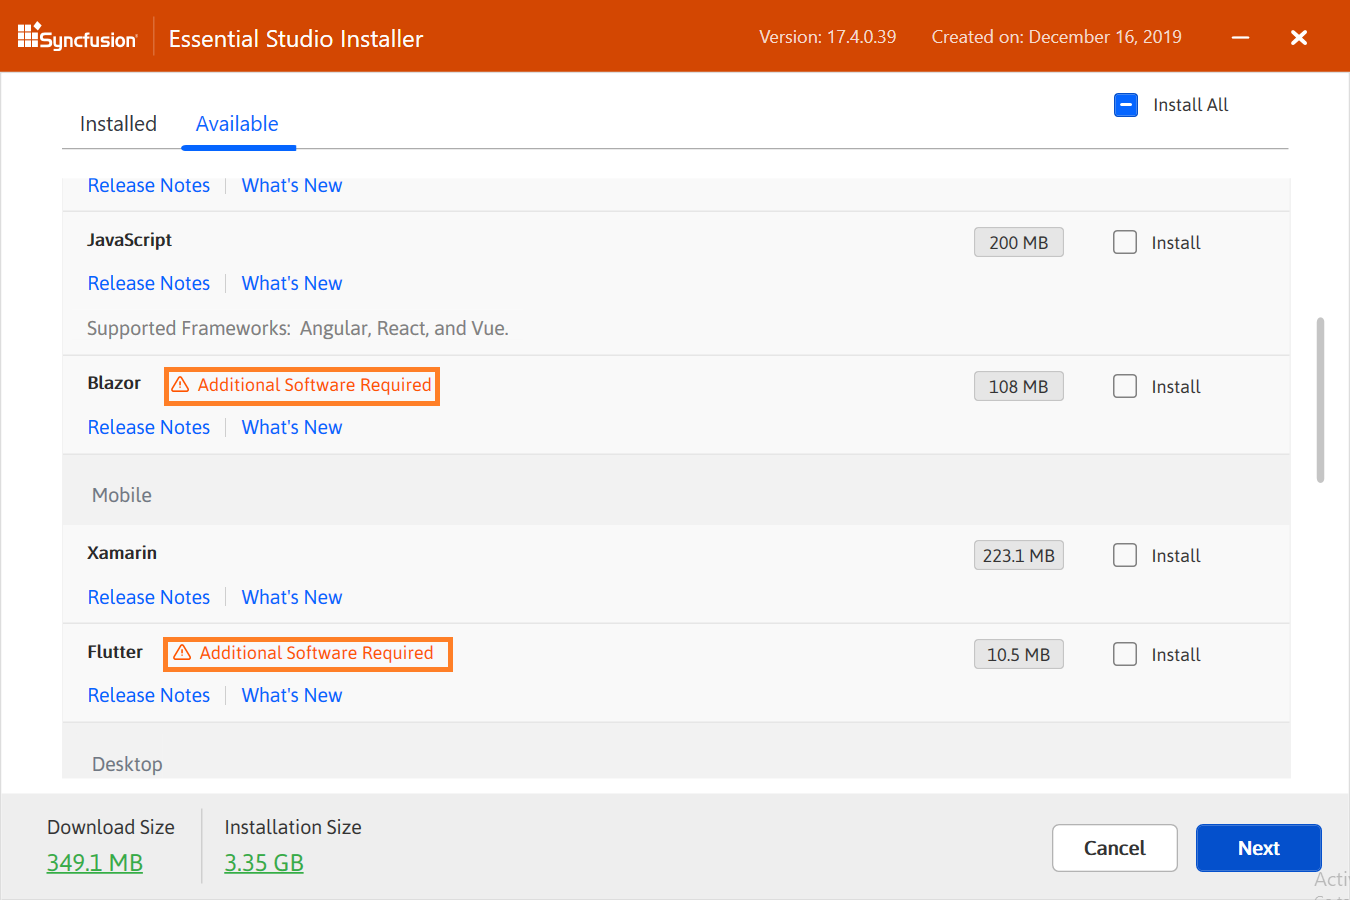 Syncfusion
Essential Studio Installer
Version: 17.4.0.39
Created on: December 16, 2019
Installed
Available
Install All
Release Notes
What's New
JavaScript
200 MB
Install
Release Notes
What's New
Supported Frameworks: Angular, React, and Vue.
Blazor
Additional Software Required
108 MB
Install
Release Notes
What's New
Mobile
Xamarin
223.1 MB
Install
Release Notes
What's New
Flutter
Additional Software Required
10.5 MB
Install
Release Notes
What's New
Desktop
Download Size
Installation Size
349.1 MB
3.35 GB
Cancel
Next
Acti